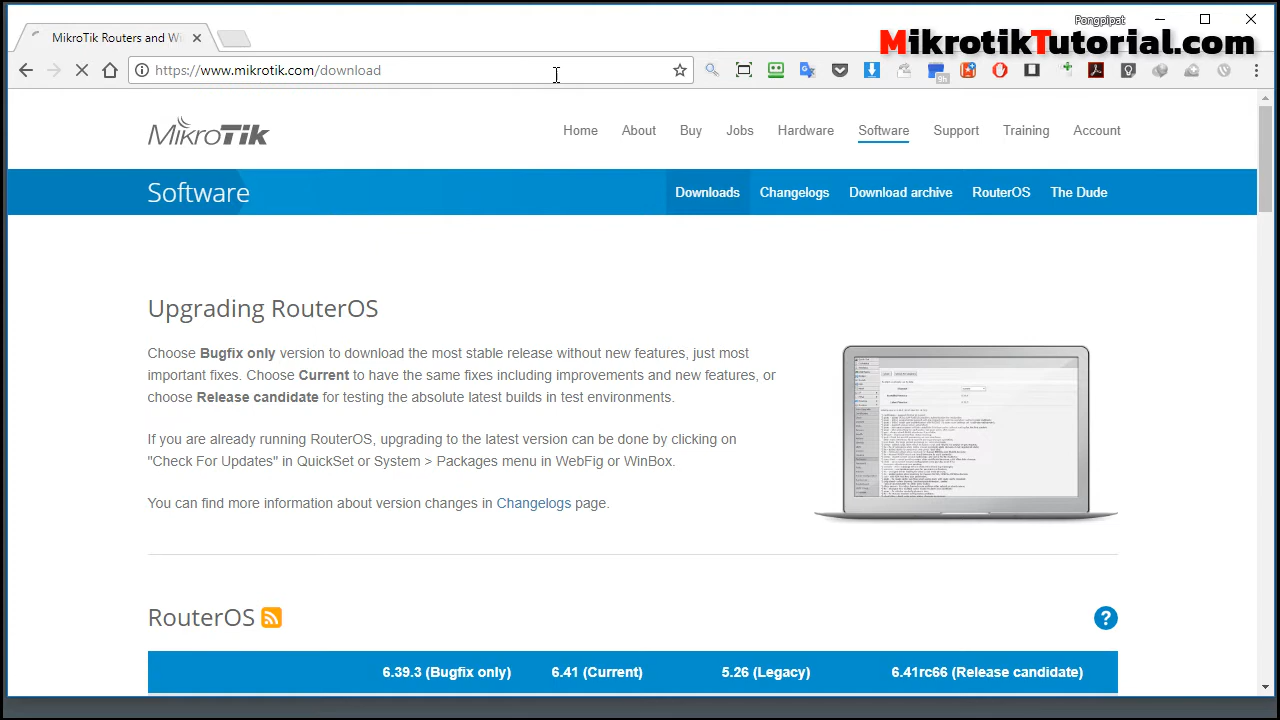 Pongpipat
MikrotikTutorial.com
MikroTik Routers and Wi
https://www.mikrotik.com/download
9h
MikroTik
Home About Buy Jobs Hardware Software Support Training Account
Software
Downloads Changelogs Download archive RouterOS The Dude
Upgrading RouterOS
Choose Bugfix only version to download the most stable release without new features, just most
important fixes. Choose Current to have the same fixes including improvements and new features, or
choose Release candidate for testing the absolute latest builds in test environments.
If you are already running RouterOS, upgrading to the latest version can be done by clicking on
"Check For Updates" in QuickSet or System > Packages menu in WebFig or WinBox.
You can find more information about version changes in Changelogs page.
RouterOS
?
6.39.3 (Bugfix only) 6.41 (Current) 5.26 (Legacy) 6.41rc66 (Release candidate)